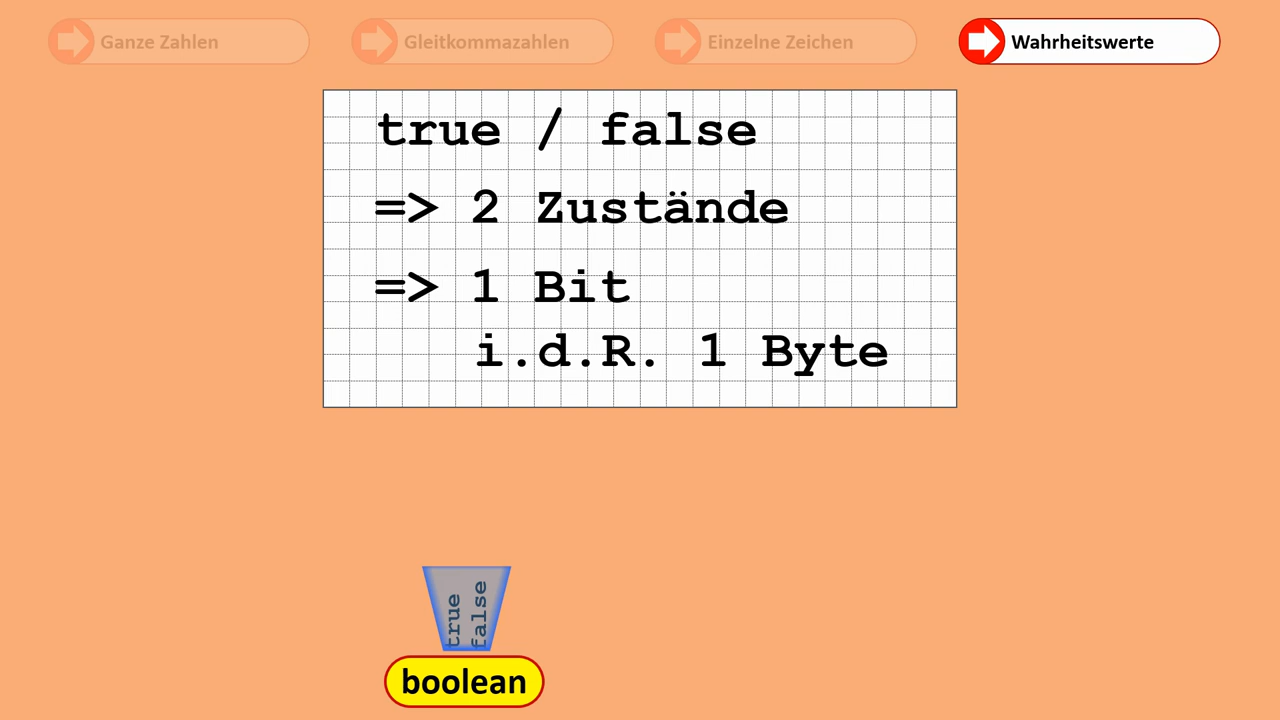 Ganze Zahlen
Gleitkommazahlen
Einzelne Zeichen
Wahrheitswerte
true / false
=> 2 Zustände
=> 1 Bit
i.d.R. 1 Byte
true
false
boolean